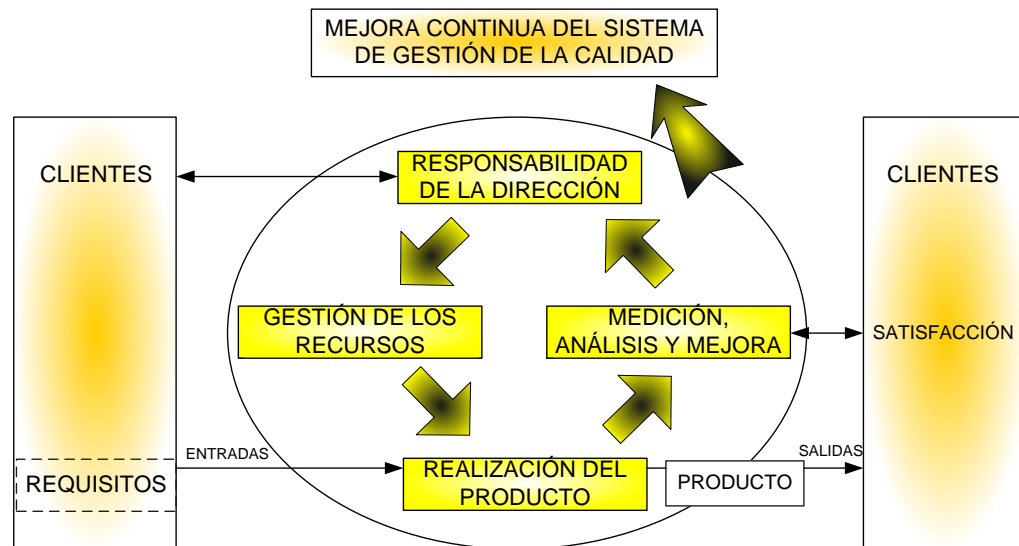 MEJORA CONTINUA DEL SISTEMA
DE GESTIÓN DE LA CALIDAD
CLIENTES
RESPONSABILIDAD
DE LA DIRECCIÓN
CLIENTES
GESTIÓN DE LOS
RECURSOS
MEDICIÓN,
ANÁLISIS Y MEJORA
SATISFACCIÓN
ENTRADAS
SALIDAS
REQUISITOS
REALIZACIÓN DEL
PRODUCTO
PRODUCTO